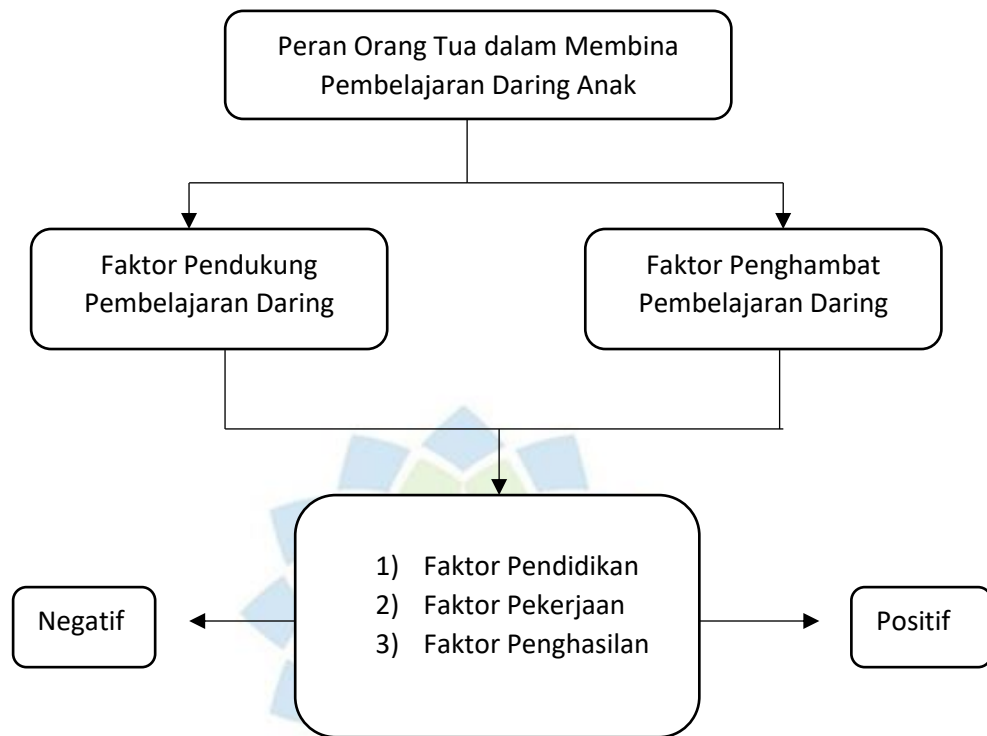 Peran Orang Tua dalam Membina
Pembelajaran Daring Anak
Faktor Pendukung
Pembelajaran Daring
Faktor Penghambat
Pembelajaran Daring
1) Faktor Pendidikan
2) Faktor Pekerjaan
3) Faktor Penghasilan
Negatif
Positif